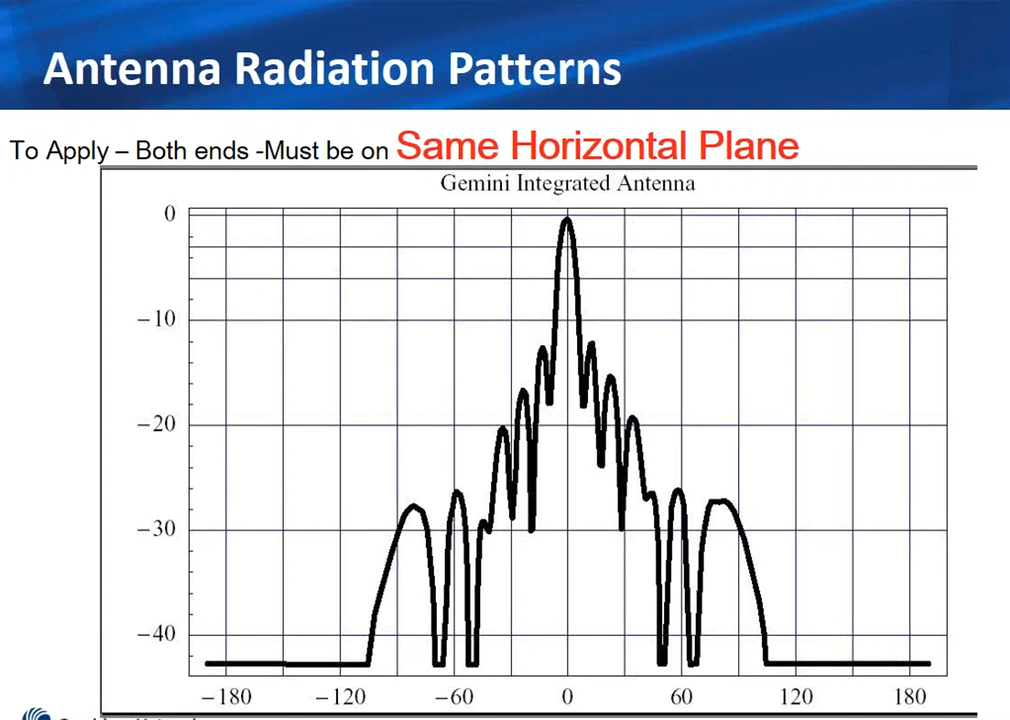 Antenna Radiation Patterns
To Apply – Both ends -Must be on Same Horizontal Plane
Gemini Integrated Antenna
0
−10
−20
−30
−40
−180 −120 −60 0 60 120 180